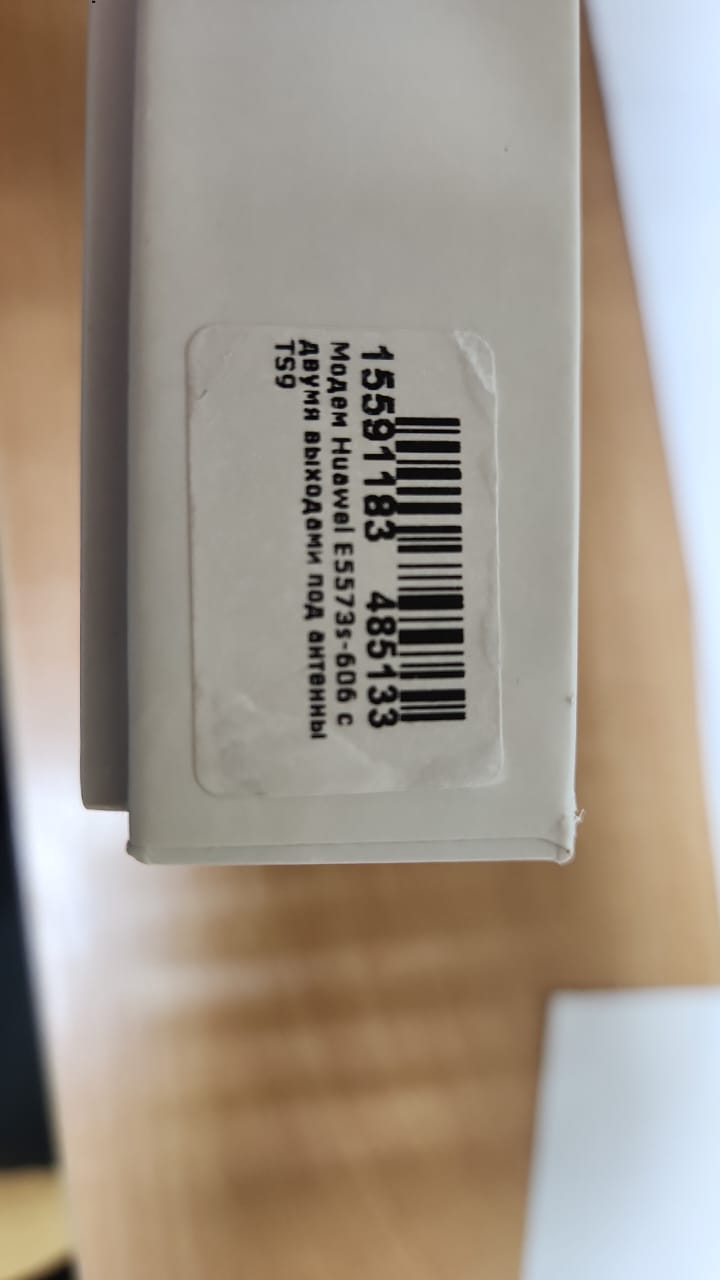 15591183 485133
Модем Huawei E5573s-606 с
двумя выходами под антенны
TS9